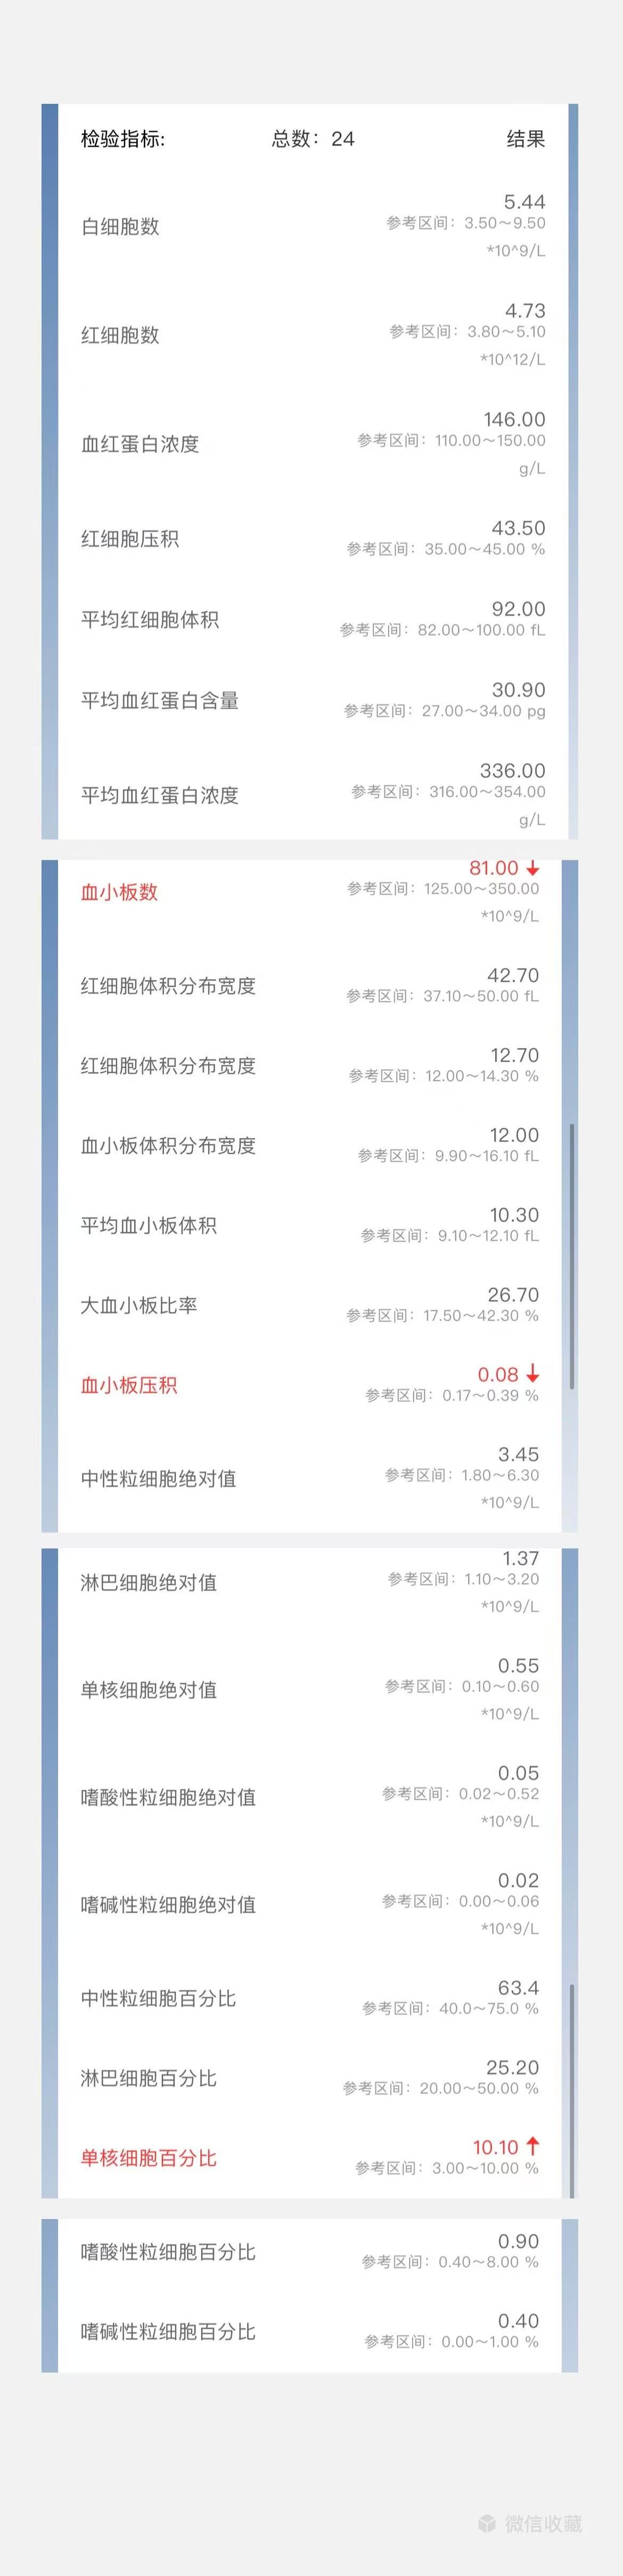 检验指标: 总数：24 结果
5.44
白细胞数 参考区间：3.50～9.50
*10^9/L
4.73
红细胞数 参考区间：3.80～5.10
*10^12/L
146.00
血红蛋白浓度 参考区间：110.00～150.00
g/L
43.50
红细胞压积 参考区间：35.00～45.00 %
92.00
平均红细胞体积 参考区间：82.00～100.00 fL
30.90
平均血红蛋白含量 参考区间：27.00～34.00 pg
336.00
平均血红蛋白浓度 参考区间：316.00～354.00
g/L
81.00 ↓
血小板数 参考区间：125.00～350.00
*10^9/L
42.70
红细胞体积分布宽度 参考区间：37.10～50.00 fL
12.70
红细胞体积分布宽度 参考区间：12.00～14.30 %
12.00
血小板体积分布宽度 参考区间：9.90～16.10 fL
10.30
平均血小板体积 参考区间：9.10～12.10 fL
26.70
大血小板比率 参考区间：17.50～42.30 %
0.08 ↓
血小板压积 参考区间：0.17～0.39 %
3.45
中性粒细胞绝对值 参考区间：1.80～6.30
*10^9/L
1.37
淋巴细胞绝对值 参考区间：1.10～3.20
*10^9/L
0.55
单核细胞绝对值 参考区间：0.10～0.60
*10^9/L
0.05
嗜酸性粒细胞绝对值 参考区间：0.02～0.52
*10^9/L
0.02
嗜碱性粒细胞绝对值 参考区间：0.00～0.06
*10^9/L
63.4
中性粒细胞百分比 参考区间：40.0～75.0 %
25.20
淋巴细胞百分比 参考区间：20.00～50.00 %
10.10 ↑
单核细胞百分比 参考区间：3.00～10.00 %
0.90
嗜酸性粒细胞百分比 参考区间：0.40～8.00 %
0.40
嗜碱性粒细胞百分比 参考区间：0.00～1.00 %
微信收藏